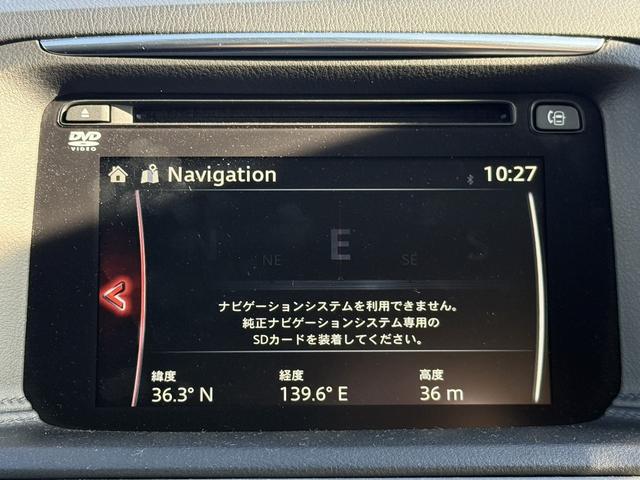 DVD
VIDEO
Navigation
10:27
N
NE
E
SE
S
ナビゲーションシステムを利用できません。
純正ナビゲーションシステム専用の
SDカードを装着してください。
緯度
経度
高度
36.3° N
139.6° E
36 m